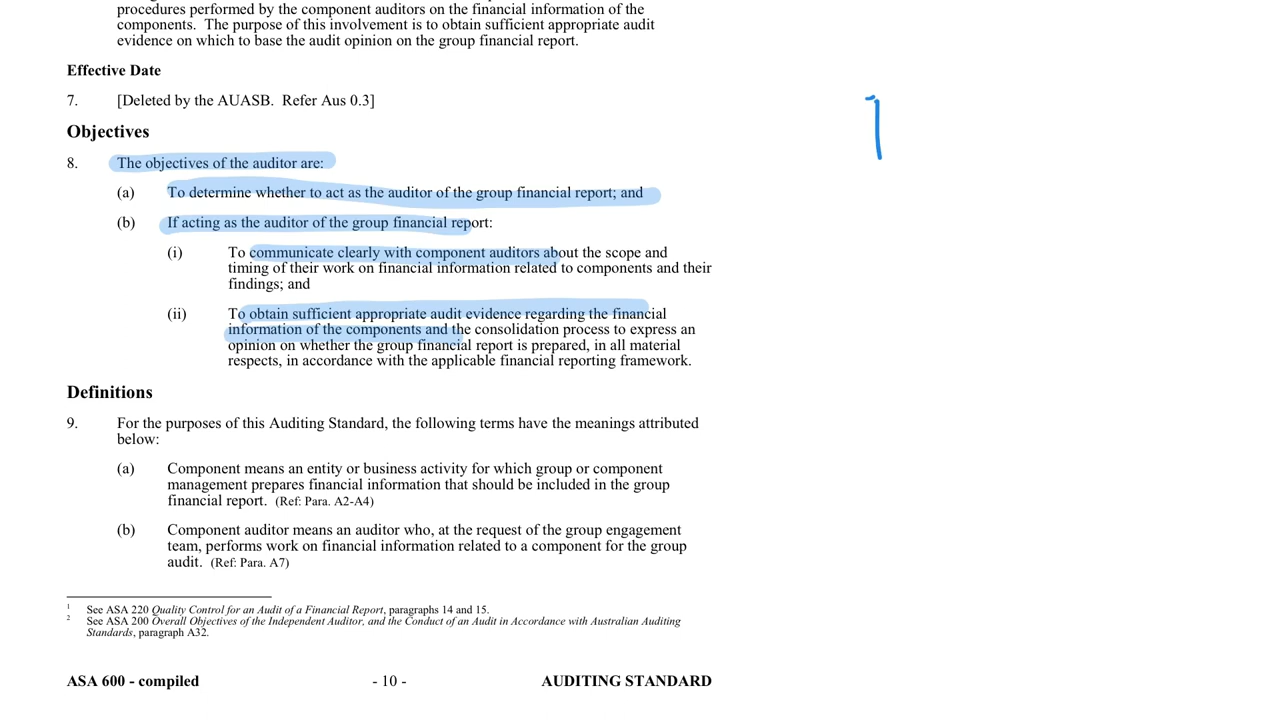 procedures performed by the component auditors on the financial information of the
components.  The purpose of this involvement is to obtain sufficient appropriate audit
evidence on which to base the audit opinion on the group financial report.
Effective Date
7. [Deleted by the AUASB.  Refer Aus 0.3]
1
Objectives
8. The objectives of the auditor are:
(a) To determine whether to act as the auditor of the group financial report; and
(b) If acting as the auditor of the group financial report:
(i) To communicate clearly with component auditors about the scope and
timing of their work on financial information related to components and their
findings; and
(ii) To obtain sufficient appropriate audit evidence regarding the financial
information of the components and the consolidation process to express an
opinion on whether the group financial report is prepared, in all material
respects, in accordance with the applicable financial reporting framework.
Definitions
9. For the purposes of this Auditing Standard, the following terms have the meanings attributed
below:
(a) Component means an entity or business activity for which group or component
management prepares financial information that should be included in the group
financial report.  (Ref: Para. A2-A4)
(b) Component auditor means an auditor who, at the request of the group engagement
team, performs work on financial information related to a component for the group
audit.  (Ref: Para. A7)
1 See ASA 220 Quality Control for an Audit of a Financial Report, paragraphs 14 and 15.
2 See ASA 200 Overall Objectives of the Independent Auditor, and the Conduct of an Audit in Accordance with Australian Auditing
Standards, paragraph A32.
ASA 600 - compiled - 10 - AUDITING STANDARD